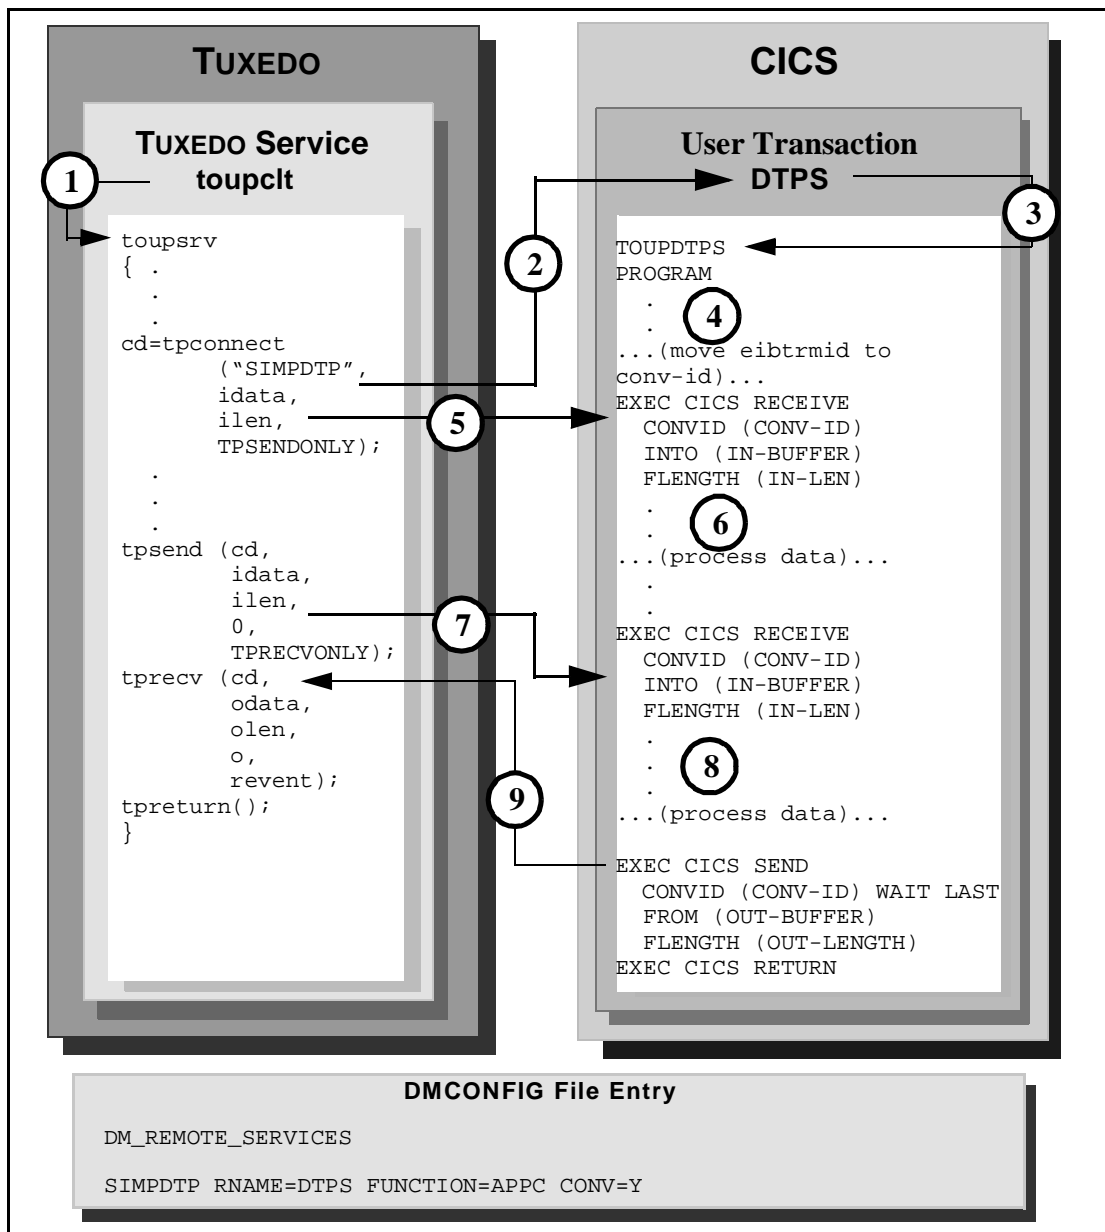 TUXEDO
TUXEDO Service
toupclt
1
toupsrv
{ .
.
.
cd=tpconnect
(“SIMPDTP”,
idata,
ilen,
TPSENDONLY);
.
.
.
tpsend (cd,
idata,
ilen,
0,
TPRECVONLY);
tprecv (cd,
odata,
olen,
o,
revent);
tpreturn();
}
2
5
7
9
CICS
User Transaction
DTPS
3
TOUPDTPS
PROGRAM
.
.
4
...(move eibtrmid to
conv-id)...
EXEC CICS RECEIVE
CONVID (CONV-ID)
INTO (IN-BUFFER)
FLENGTH (IN-LEN)
.
.
6
...(process data)...
.
.
EXEC CICS RECEIVE
CONVID (CONV-ID)
INTO (IN-BUFFER)
FLENGTH (IN-LEN)
.
.
8
.
...(process data)...
EXEC CICS SEND
CONVID (CONV-ID) WAIT LAST
FROM (OUT-BUFFER)
FLENGTH (OUT-LENGTH)
EXEC CICS RETURN
DMCONFIG File Entry
DM_REMOTE_SERVICES
SIMPDTP RNAME=DTPS FUNCTION=APPC CONV=Y